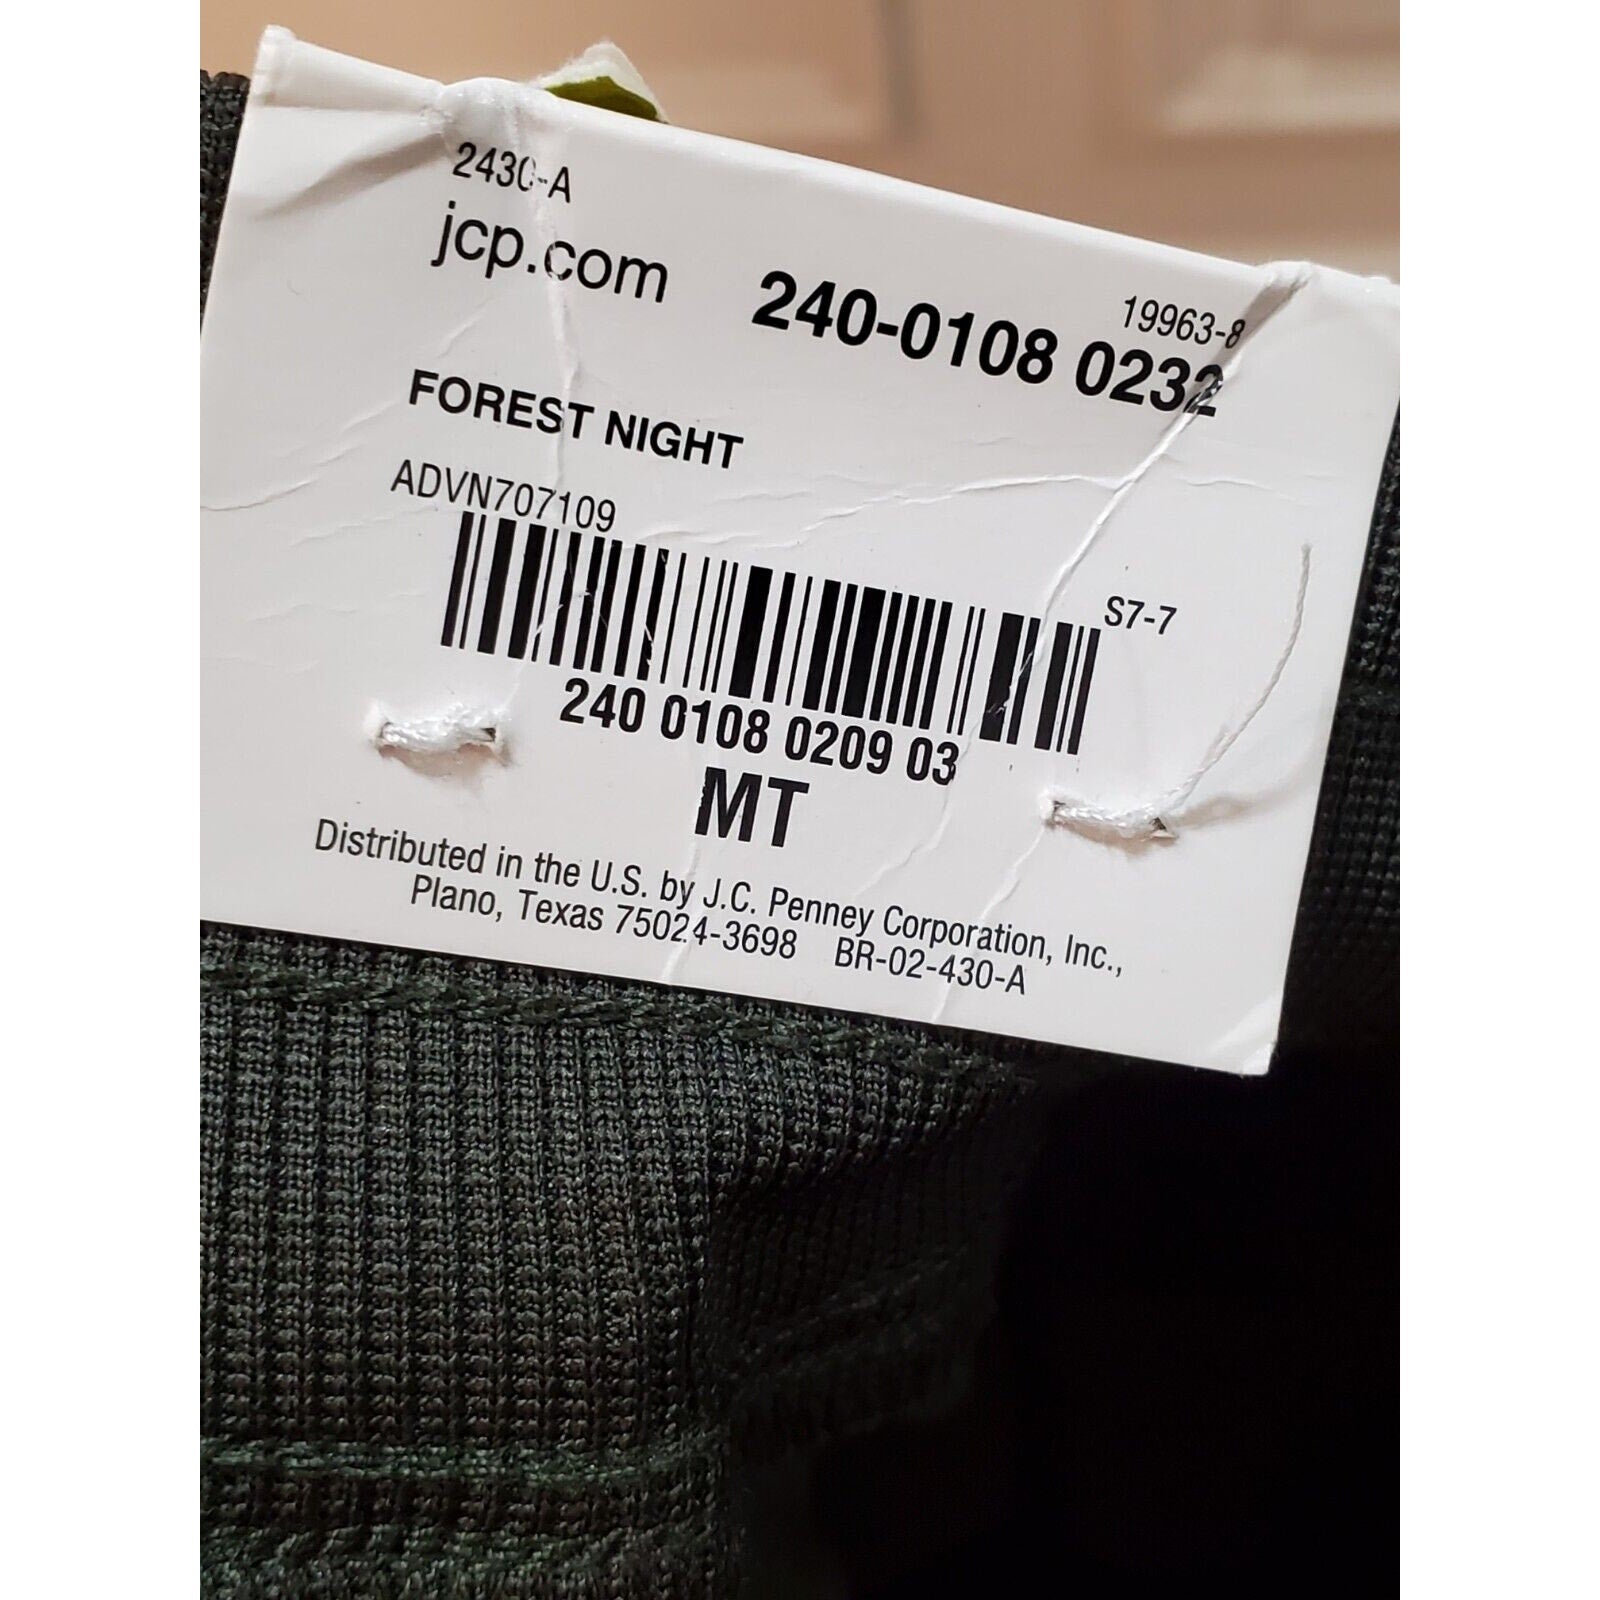 2430-A
jcp.com
19963-8
240-0108 0232
FOREST NIGHT
ADVN707109
S7-7
240 0108 0209 03
MT
Distributed in the U.S. by J.C. Penney Corporation, Inc.,
Plano, Texas 75024-3698 BR-02-430-A